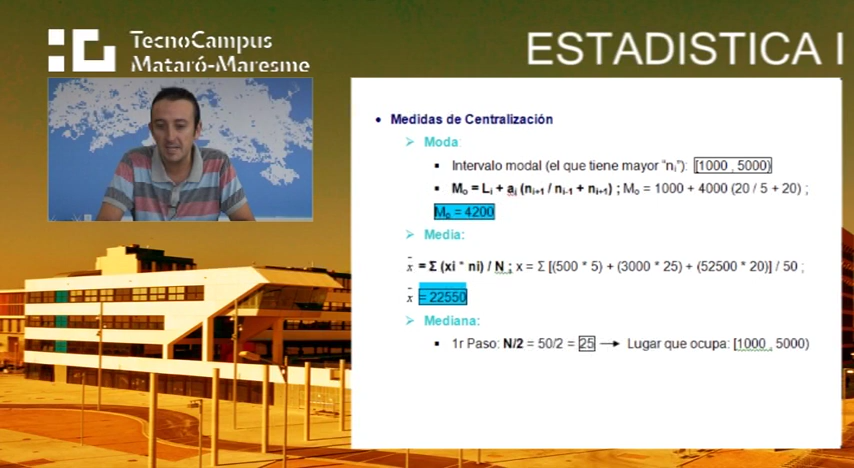 TecnoCampus
Mataró-Maresme
ESTADISTICA I
• Medidas de Centralización
➢ Moda
▪ Intervalo modal (el que tiene mayor “nᵢ”): [1000 , 5000)
▪ Mₒ = Lᵢ + aᵢ (nᵢ₊₁ / nᵢ₋₁ + nᵢ₊₁) ; Mₒ = 1000 + 4000 (20 / 5 + 20) ;
Mₒ = 4200
➢ Media:
x̄ = Σ (xi * ni) / N ; x = Σ [(500 * 5) + (3000 * 25) + (52500 * 20)] / 50 ;
x̄ = 22550
➢ Mediana:
▪ 1r Paso: N/2 = 50/2 = 25 → Lugar que ocupa: [1000 , 5000)